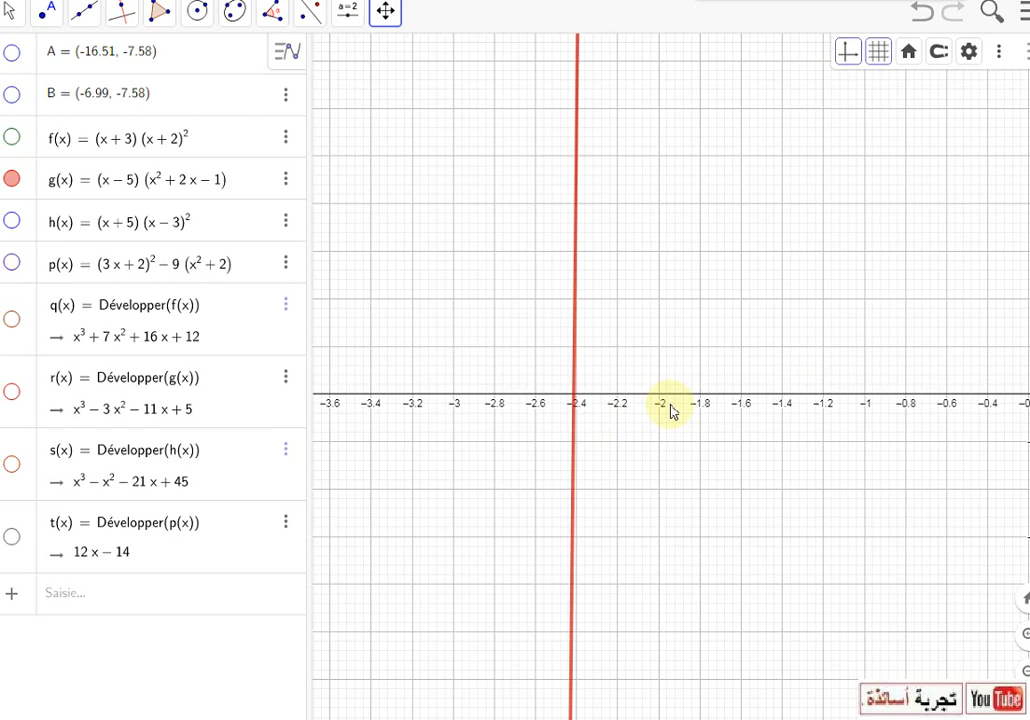 A
a=2
A = (-16.51, -7.58)
B = (-6.99, -7.58)
f(x) = (x + 3) (x + 2)²
g(x) = (x − 5) (x² + 2 x − 1)
h(x) = (x + 5) (x − 3)²
p(x) = (3 x + 2)² − 9 (x² + 2)
q(x) = Développer(f(x))
→ x³ + 7 x² + 16 x + 12
r(x) = Développer(g(x))
→ x³ − 3 x² − 11 x + 5
s(x) = Développer(h(x))
→ x³ − x² − 21 x + 45
t(x) = Développer(p(x))
→ 12 x − 14
+ Saisie...
−3.6 −3.4 −3.2 −3 −2.8 −2.6 −2.4 −2.2 −2 −1.8 −1.6 −1.4 −1.2 −1 −0.8 −0.6 −0.4
تجربة أساتذة.
YouTube